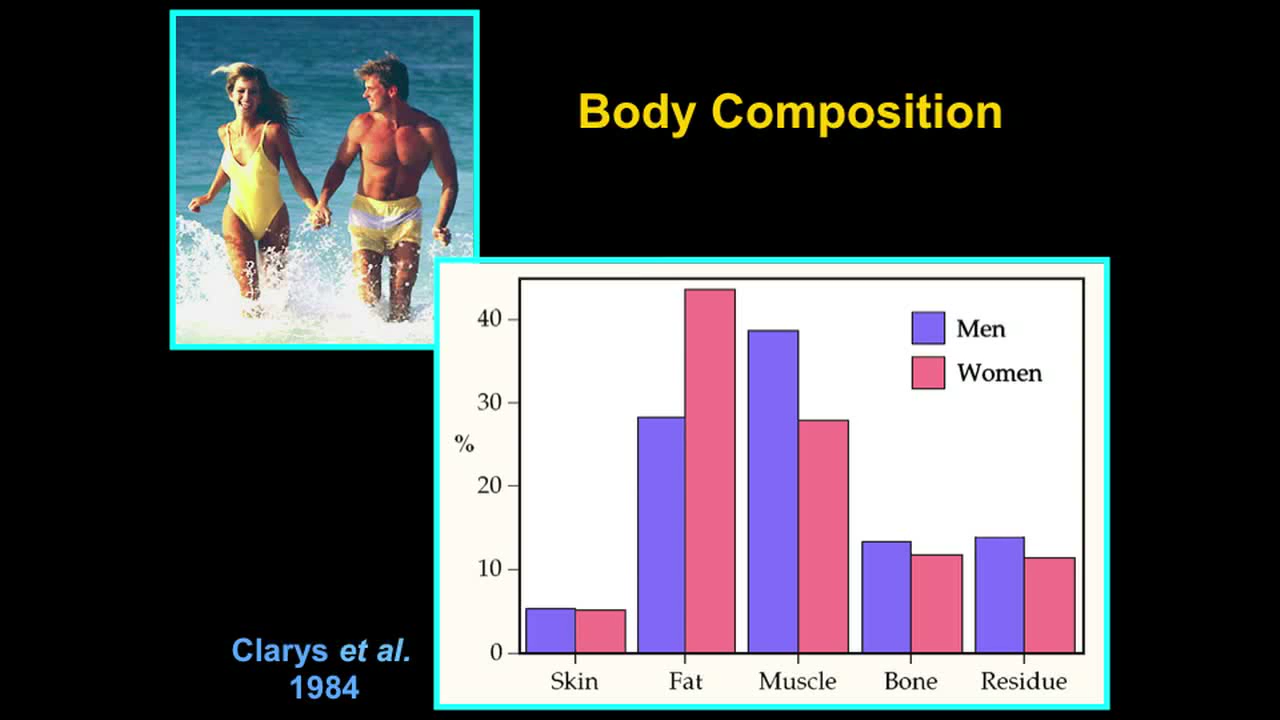 Body Composition
40
30
%
20
10
0
Men
Women
Skin Fat Muscle Bone Residue
Clarys et al.
1984